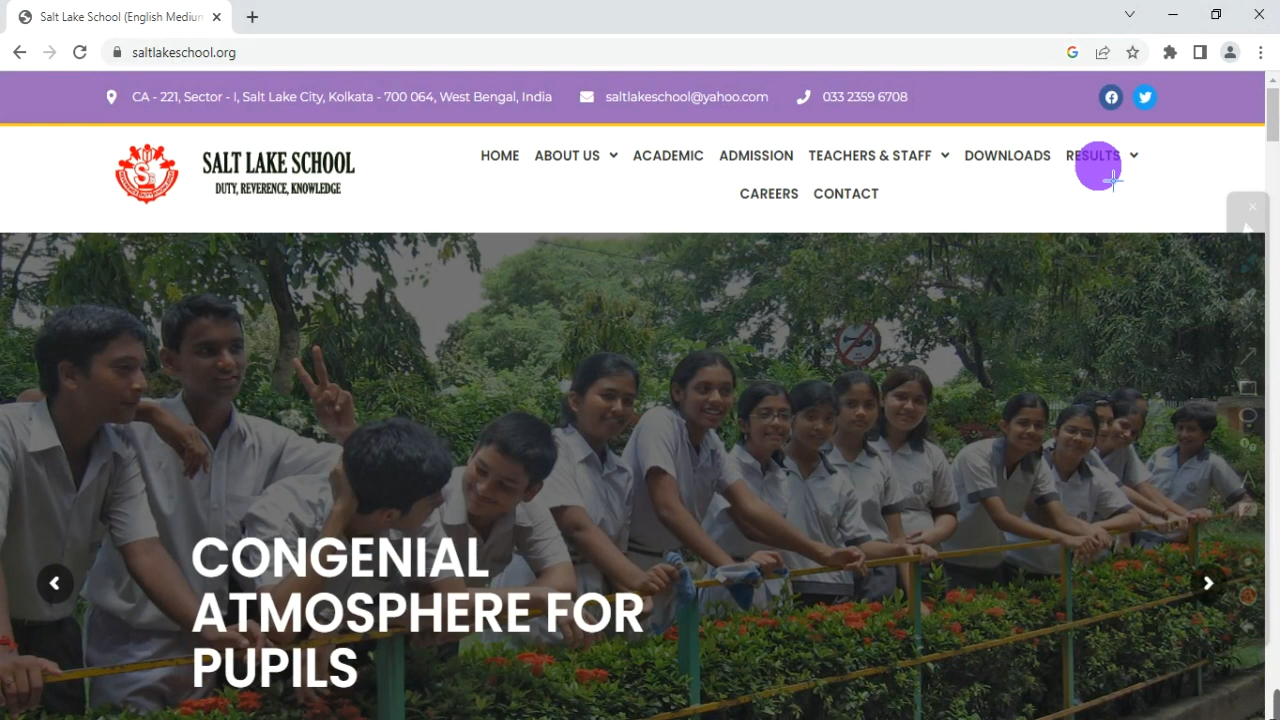 Salt Lake School (English Medium
saltlakeschool.org
CA - 221, Sector - I, Salt Lake City, Kolkata - 700 064, West Bengal, India saltlakeschool@yahoo.com 033 2359 6708
SALT LAKE SCHOOL
DUTY, REVERENCE, KNOWLEDGE
HOME ABOUT US ACADEMIC ADMISSION TEACHERS & STAFF DOWNLOADS RESULTS
CAREERS CONTACT
CONGENIAL
ATMOSPHERE FOR
PUPILS